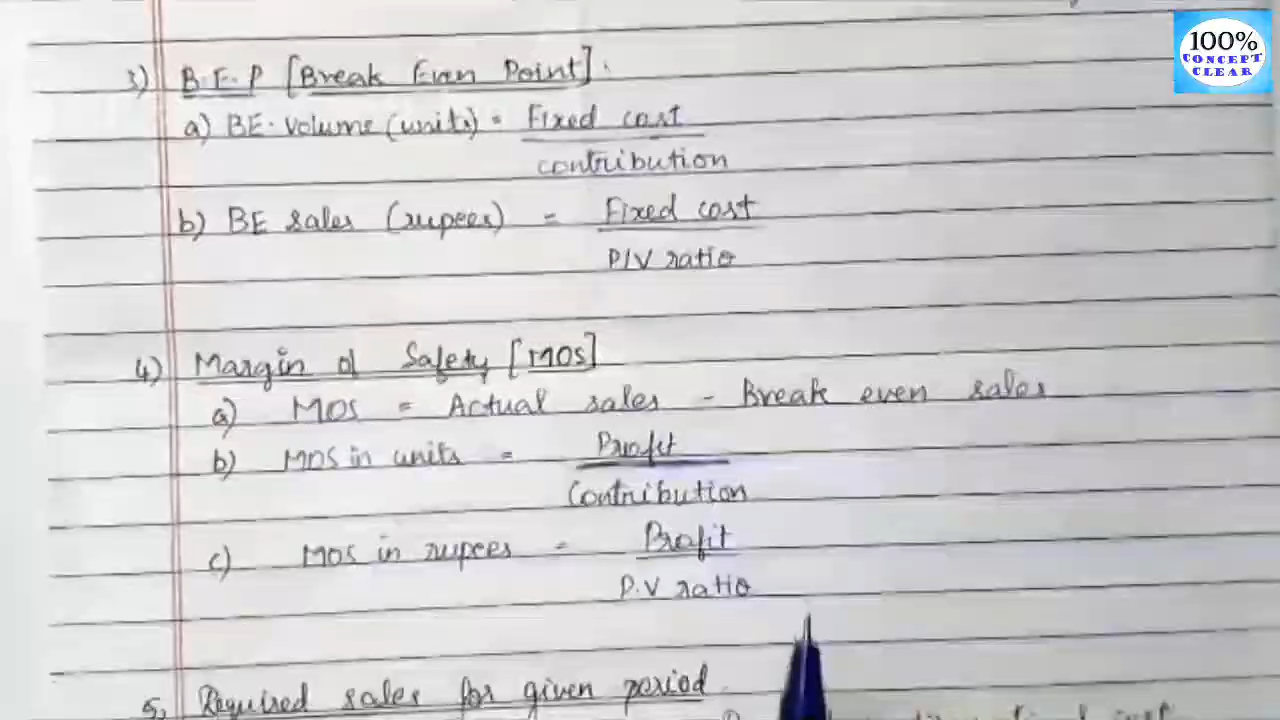 100%
CONCEPT
CLEAR
3) B.E.P [Break Even Point].
a) BE. Volume (units) = Fixed cost
contribution
b) BE sales (rupees) = Fixed cost
P/V ratio
4) Margin of Safety [MOS]
a) MOS = Actual sales - Break even sales
b) MOS in units = Profit
Contribution
c) MOS in rupees = Profit
P.V ratio
5. Required sales for given period